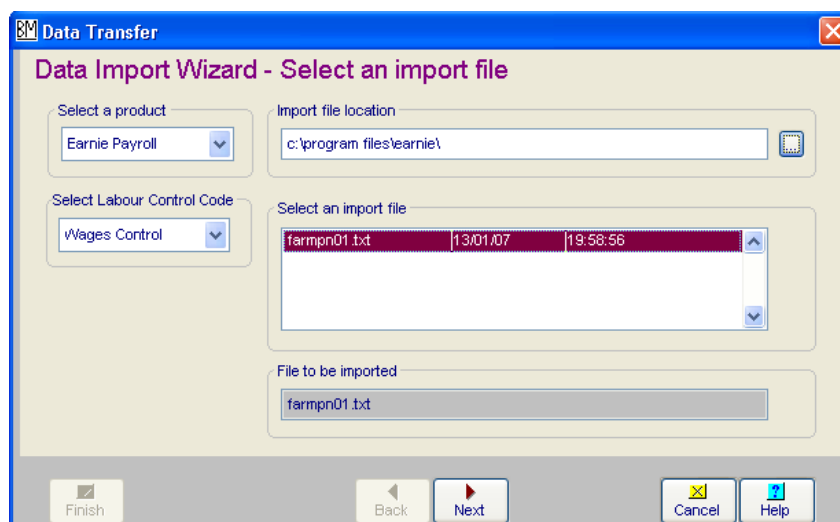 BM Data Transfer
Data Import Wizard - Select an import file
Select a product
Earnie Payroll
Import file location
c:\program files\earnie\
Select Labour Control Code
Wages Control
Select an import file
farmpn01.txt 13/01/07 19:58:56
File to be imported
farmpn01.txt
Finish
Back
Next
Cancel
? Help